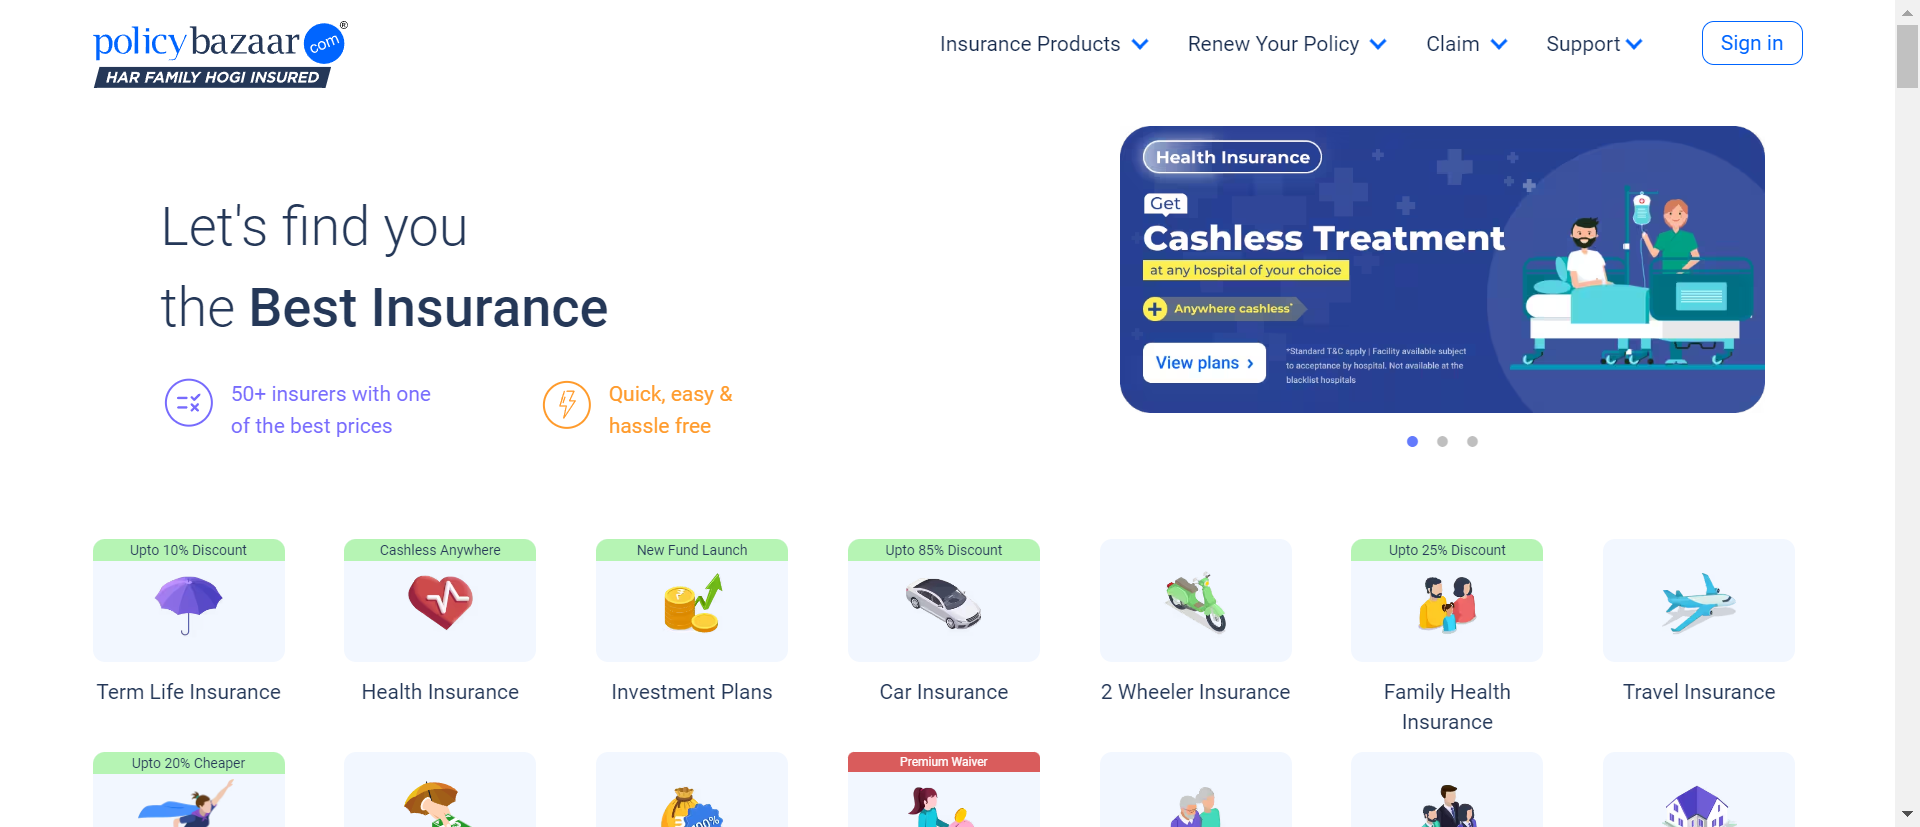 policybazaar com ®
HAR FAMILY HOGI INSURED
Insurance Products
Renew Your Policy
Claim
Support
Sign in
Let's find you
the Best Insurance
50+ insurers with one
of the best prices
Quick, easy &
hassle free
Health Insurance
Get
Cashless Treatment
at any hospital of your choice
Anywhere cashless*
View plans ›
*Standard T&C apply | Facility available subject
to acceptance by hospital. Not available at the
blacklist hospitals
Upto 10% Discount
Cashless Anywhere
New Fund Launch
Upto 85% Discount
Upto 25% Discount
Term Life Insurance
Health Insurance
Investment Plans
Car Insurance
2 Wheeler Insurance
Family Health
Insurance
Travel Insurance
Upto 20% Cheaper
Premium Waiver
100%